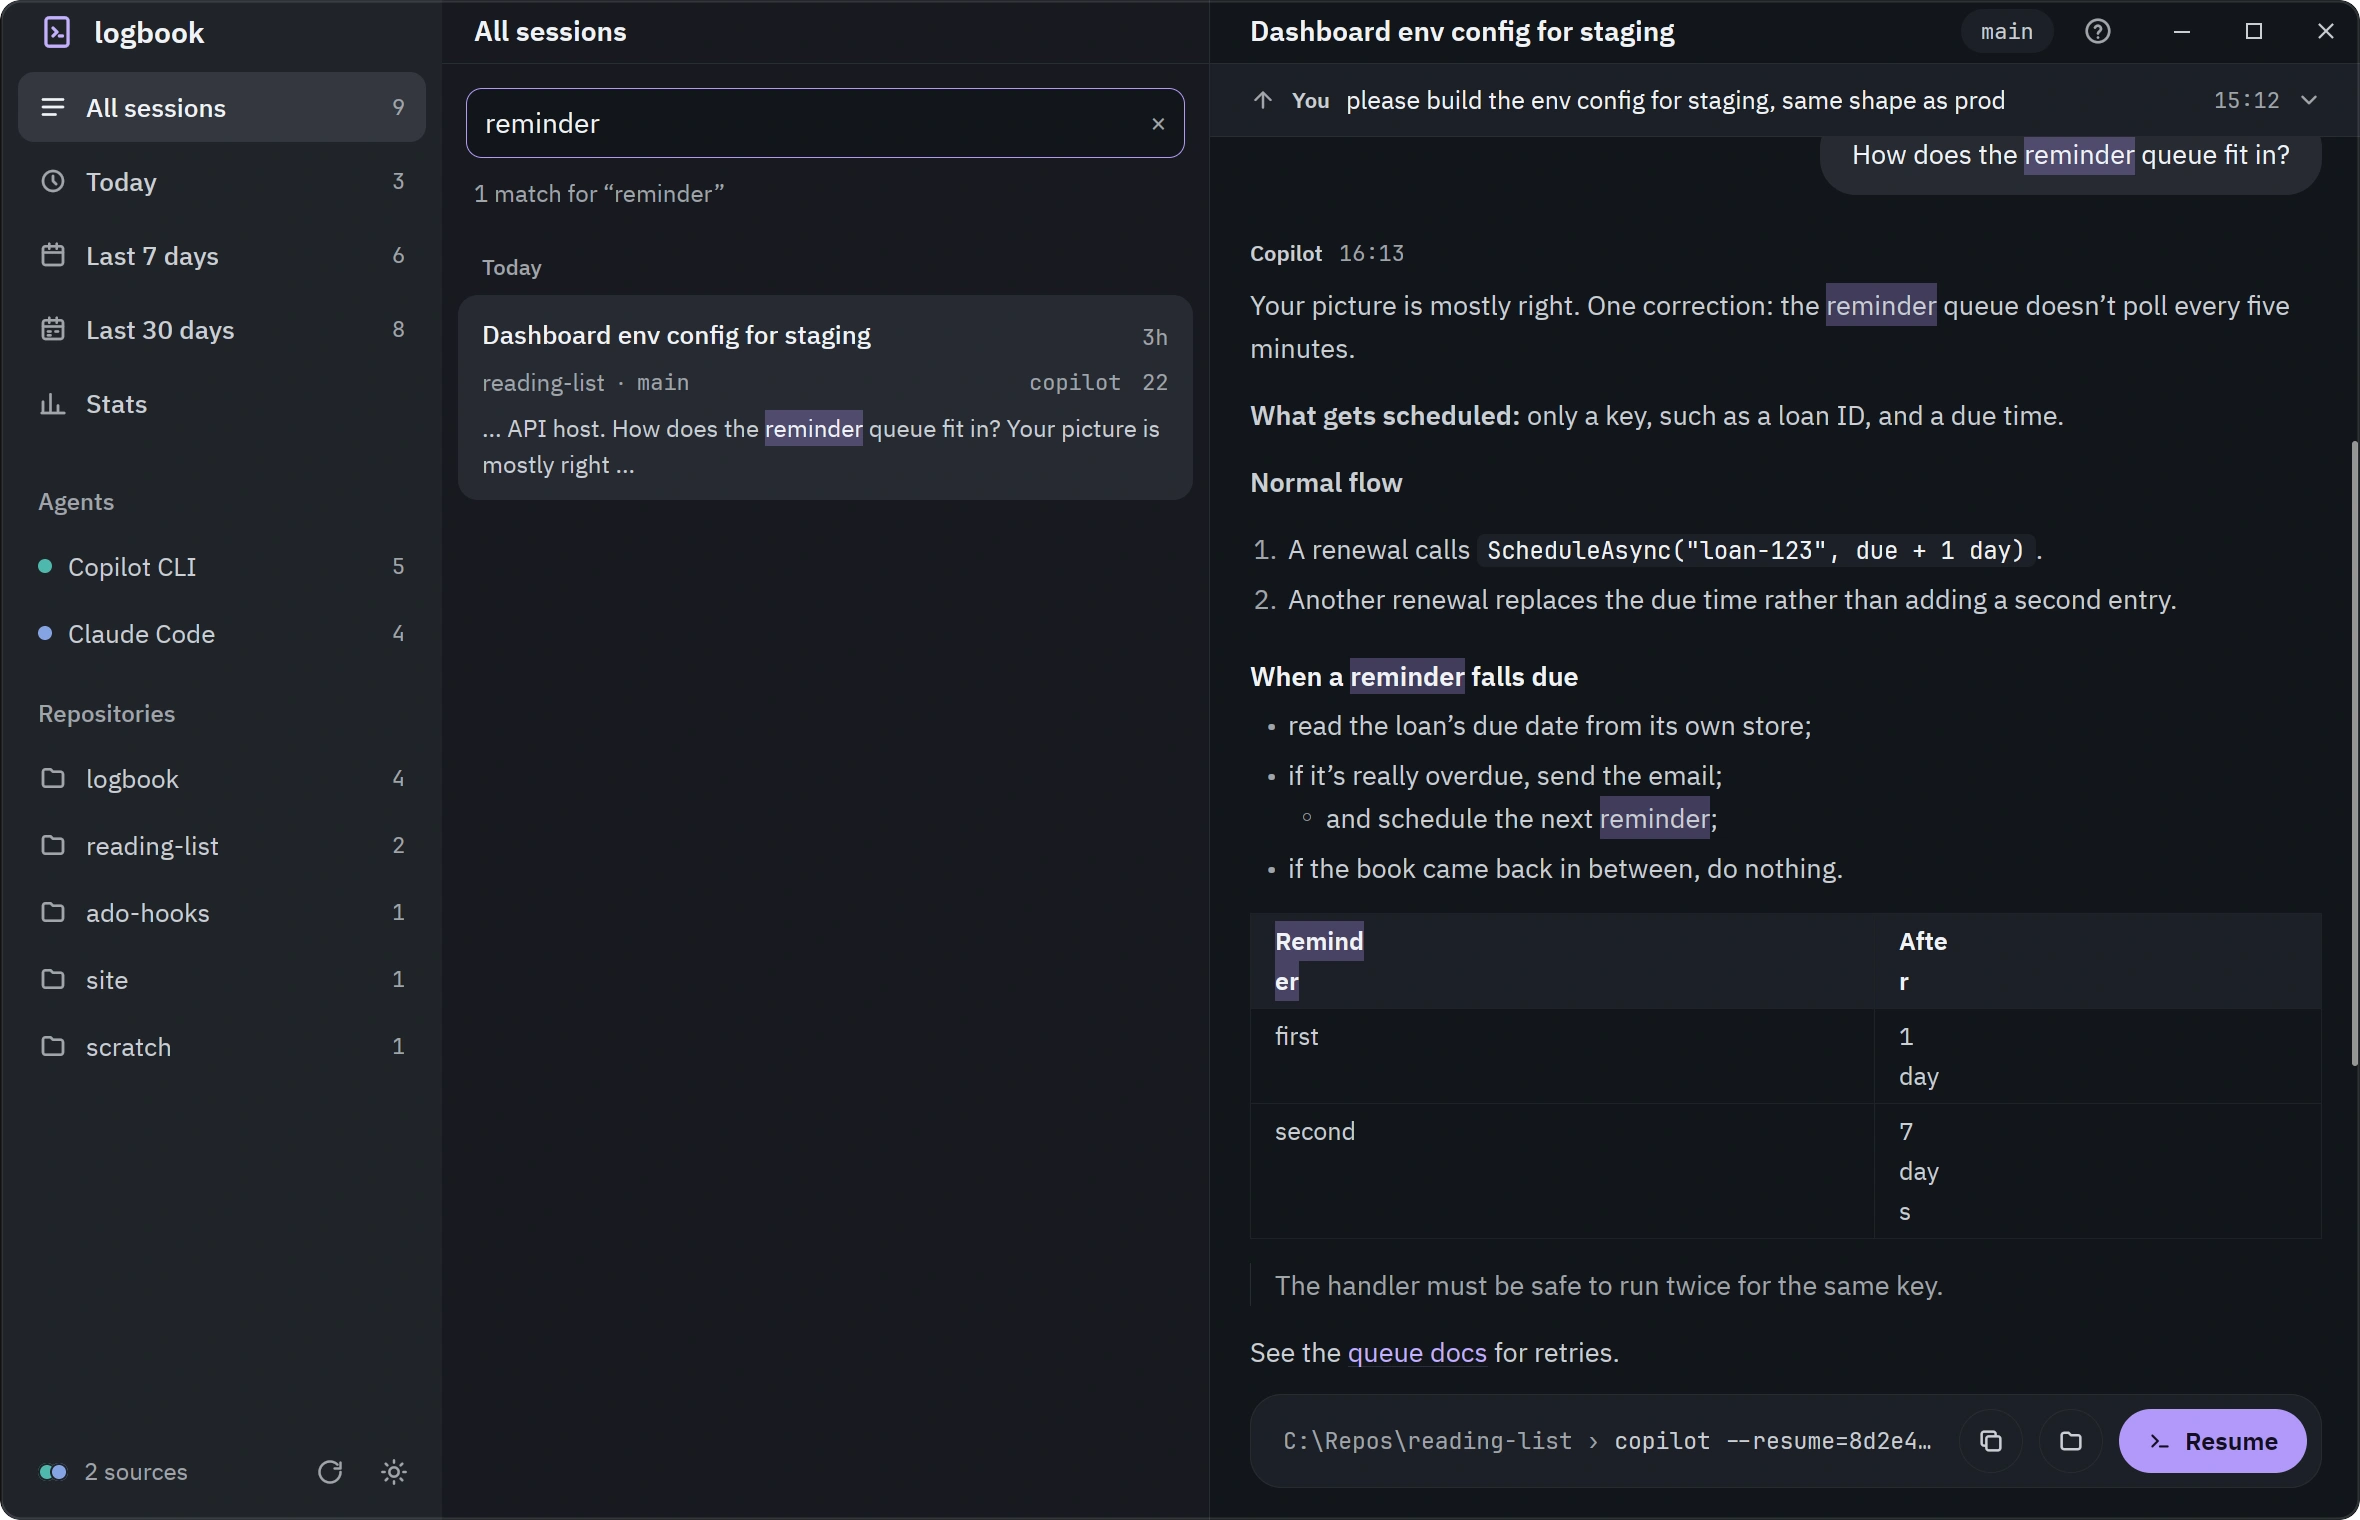 logbook
All sessions 9
Today 3
Last 7 days 6
Last 30 days 8
Stats
Agents
Copilot CLI 5
Claude Code 4
Repositories
logbook 4
reading-list 2
ado-hooks 1
site 1
scratch 1
2 sources
All sessions
reminder ×
1 match for “reminder”
Today
Dashboard env config for staging 3h
reading-list · main copilot 22
... API host. How does the reminder queue fit in? Your picture is
mostly right ...
Dashboard env config for staging main
You please build the env config for staging, same shape as prod 15:12
How does the reminder queue fit in?
Copilot 16:13
Your picture is mostly right. One correction: the reminder queue doesn’t poll every five
minutes.
What gets scheduled: only a key, such as a loan ID, and a due time.
Normal flow
1. A renewal calls ScheduleAsync("loan-123", due + 1 day).
2. Another renewal replaces the due time rather than adding a second entry.
When a reminder falls due
• read the loan’s due date from its own store;
• if it’s really overdue, send the email;
◦ and schedule the next reminder;
• if the book came back in between, do nothing.
Remind
er
Afte
r
first
1
day
second
7
day
s
The handler must be safe to run twice for the same key.
See the queue docs for retries.
C:\Repos\reading-list › copilot --resume=8d2e4… Resume